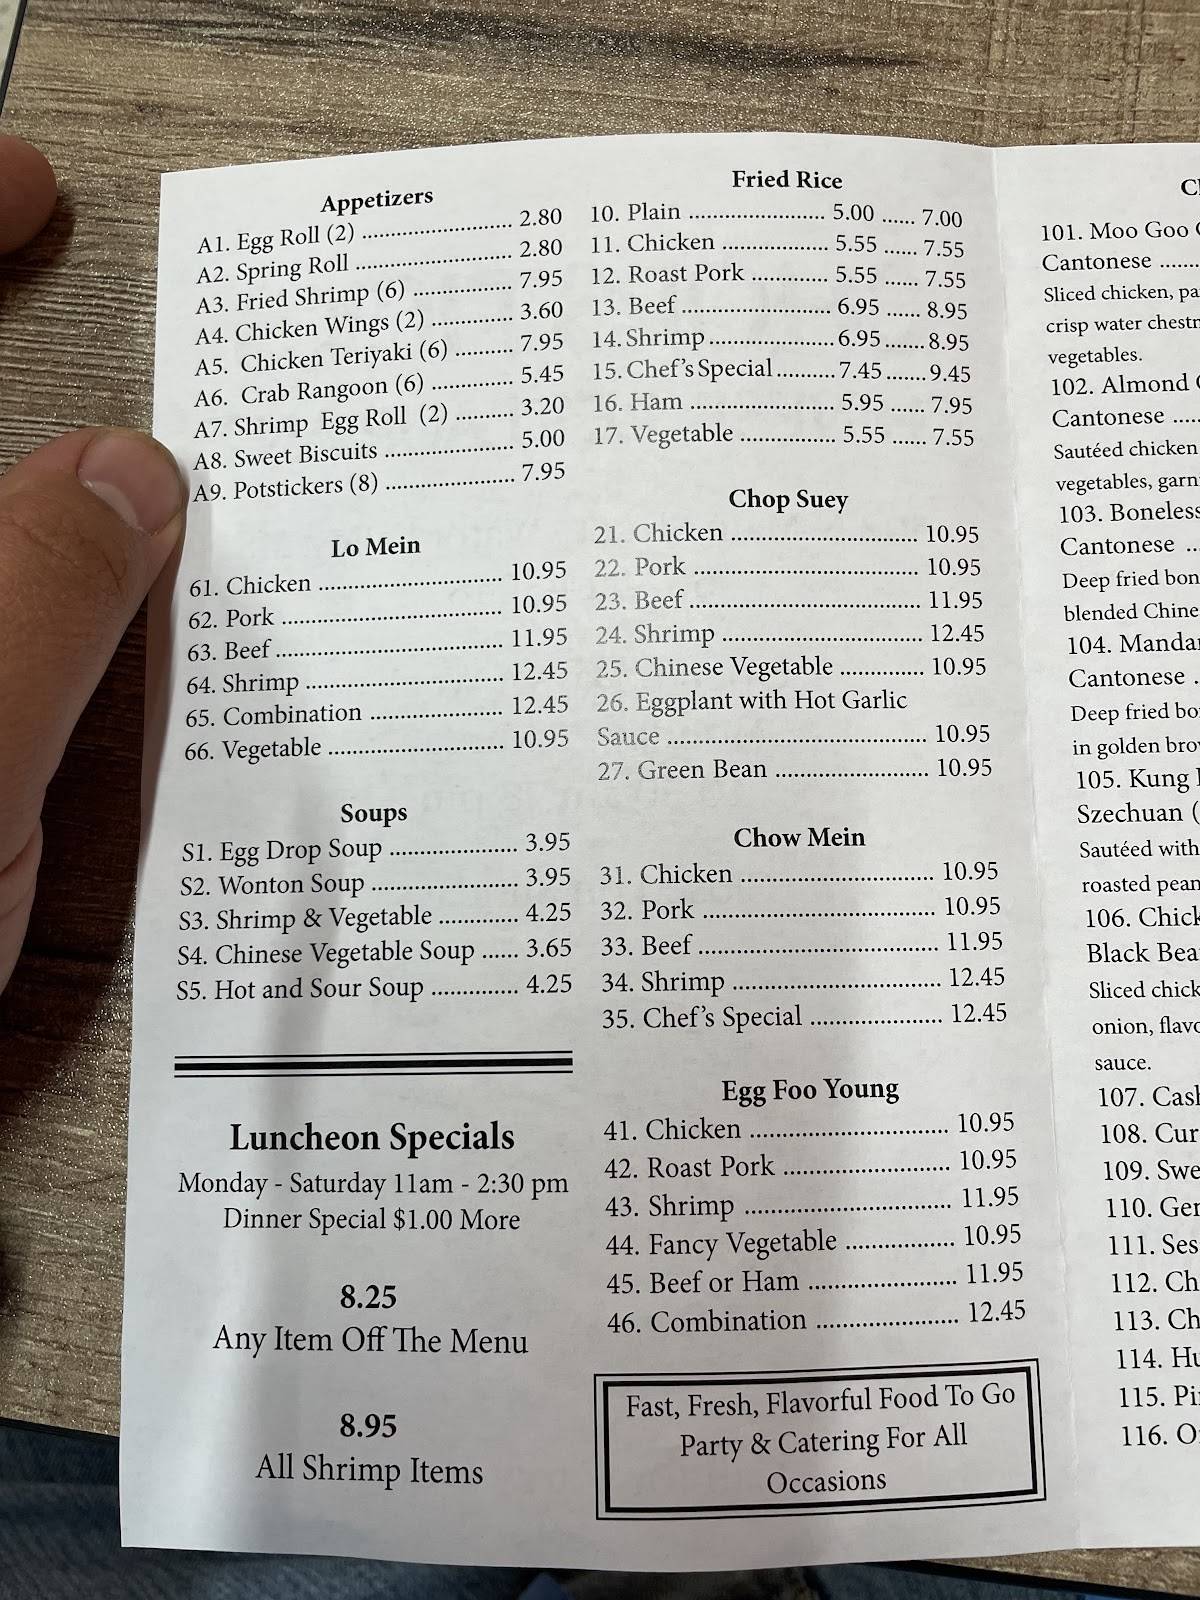 Appetizers
A1. Egg Roll (2) ........................ 2.80
A2. Spring Roll ......................... 2.80
A3. Fried Shrimp (6) ................ 7.95
A4. Chicken Wings (2) ............. 3.60
A5. Chicken Teriyaki (6) .......... 7.95
A6. Crab Rangoon (6) ............. 5.45
A7. Shrimp Egg Roll (2) .......... 3.20
A8. Sweet Biscuits .................... 5.00
A9. Potstickers (8) .................... 7.95
Lo Mein
61. Chicken ............................ 10.95
62. Pork .................................. 10.95
63. Beef ................................... 11.95
64. Shrimp .............................. 12.45
65. Combination .................... 12.45
66. Vegetable .......................... 10.95
Soups
S1. Egg Drop Soup ................... 3.95
S2. Wonton Soup ...................... 3.95
S3. Shrimp & Vegetable ............ 4.25
S4. Chinese Vegetable Soup ...... 3.65
S5. Hot and Sour Soup ............. 4.25
Luncheon Specials
Monday - Saturday 11am - 2:30 pm
Dinner Special $1.00 More
8.25
Any Item Off The Menu
8.95
All Shrimp Items
Fried Rice
10. Plain ....................... 5.00 ...... 7.00
11. Chicken .................. 5.55 ...... 7.55
12. Roast Pork ............. 5.55 ...... 7.55
13. Beef ......................... 6.95 ...... 8.95
14. Shrimp..................... 6.95 ....... 8.95
15. Chef's Special.......... 7.45 ....... 9.45
16. Ham ........................ 5.95 ...... 7.95
17. Vegetable ................ 5.55 ...... 7.55
Chop Suey
21. Chicken ............................. 10.95
22. Pork ................................... 10.95
23. Beef .................................... 11.95
24. Shrimp ............................... 12.45
25. Chinese Vegetable ............. 10.95
26. Eggplant with Hot Garlic
Sauce ........................................ 10.95
27. Green Bean ........................ 10.95
Chow Mein
31. Chicken ............................. 10.95
32. Pork ................................... 10.95
33. Beef .................................... 11.95
34. Shrimp ............................... 12.45
35. Chef's Special .................... 12.45
Egg Foo Young
41. Chicken ............................. 10.95
42. Roast Pork ........................ 10.95
43. Shrimp ............................... 11.95
44. Fancy Vegetable ................ 10.95
45. Beef or Ham ...................... 11.95
46. Combination ..................... 12.45
Fast, Fresh, Flavorful Food To Go
Party & Catering For All
Occasions
101. Moo Goo
Cantonese ......
Sliced chicken,
crisp water
vegetables.
102. Almond
Cantonese .....
Sautéed chicken
vegetables,
103. Boneless
Cantonese ..
Deep fried
blended
104.
Cantonese .
Deep fried
in golden
105. Kung
Szechuan (
Sautéed with
roasted
106.
Black
Sliced
onion,
sauce.
107.
108.
109.
110.
111.
112.
113.
114.
115.
116.